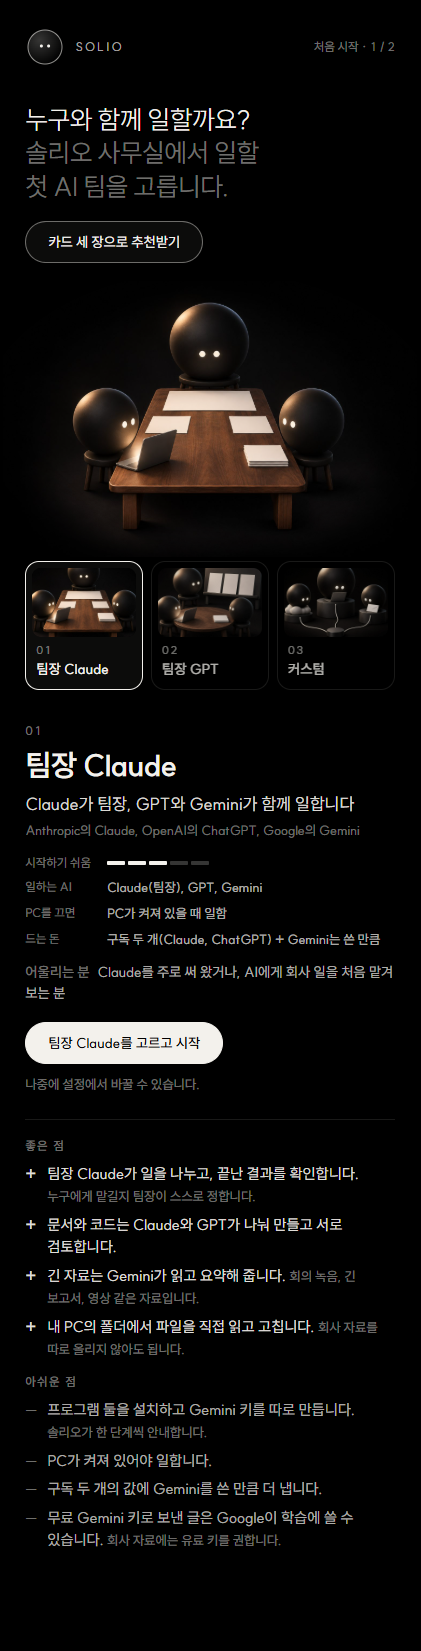 SOLIO
처음 시작 · 1 / 2
누구와 함께 일할까요?
솔리오 사무실에서 일할
첫 AI 팀을 고릅니다.
카드 세 장으로 추천받기
01
팀장 Claude
02
팀장 GPT
03
커스텀
01
팀장 Claude
Claude가 팀장, GPT와 Gemini가 함께 일합니다
Anthropic의 Claude, OpenAI의 ChatGPT, Google의 Gemini
시작하기 쉬움
일하는 AI Claude(팀장), GPT, Gemini
PC를 끄면 PC가 켜져 있을 때 일함
드는 돈 구독 두 개(Claude, ChatGPT) + Gemini는 쓴 만큼
어울리는 분 Claude를 주로 써 왔거나, AI에게 회사 일을 처음 맡겨
보는 분
팀장 Claude를 고르고 시작
나중에 설정에서 바꿀 수 있습니다.
좋은 점
+ 팀장 Claude가 일을 나누고, 끝난 결과를 확인합니다.
누구에게 맡길지 팀장이 스스로 정합니다.
+ 문서와 코드는 Claude와 GPT가 나눠 만들고 서로
검토합니다.
+ 긴 자료는 Gemini가 읽고 요약해 줍니다. 회의 녹음, 긴
보고서, 영상 같은 자료입니다.
+ 내 PC의 폴더에서 파일을 직접 읽고 고칩니다. 회사 자료를
따로 올리지 않아도 됩니다.
아쉬운 점
— 프로그램 둘을 설치하고 Gemini 키를 따로 만듭니다.
솔리오가 한 단계씩 안내합니다.
— PC가 켜져 있어야 일합니다.
— 구독 두 개의 값에 Gemini를 쓴 만큼 더 냅니다.
— 무료 Gemini 키로 보낸 글은 Google이 학습에 쓸 수
있습니다. 회사 자료에는 유료 키를 권합니다.